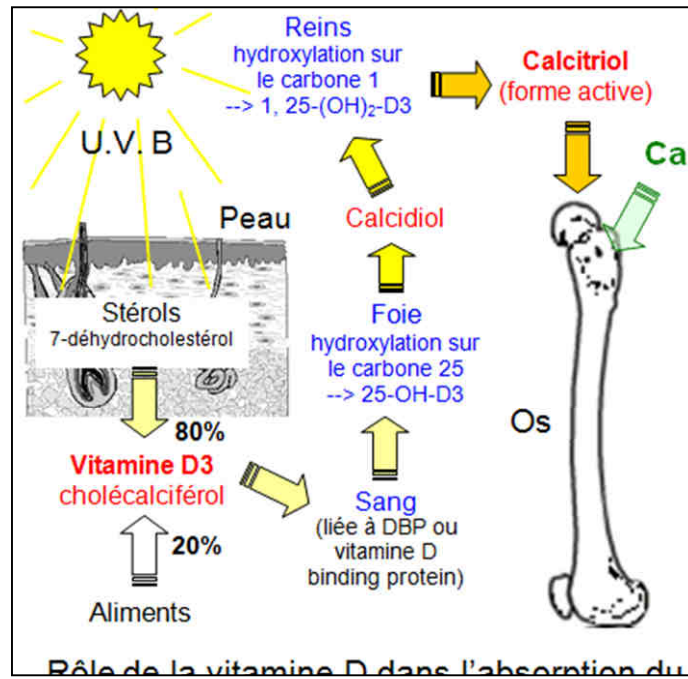 Reins
hydroxylation sur
le carbone 1
--> 1, 25-(OH)₂-D3
Calcitriol
(forme active)
U.V. B
Ca
Peau
Calcidiol
Stérols
7-déhydrocholestérol
Foie
hydroxylation sur
le carbone 25
--> 25-OH-D3
Os
80%
Vitamine D3
cholécalciférol
Sang
(liée à DBP ou
vitamine D
binding protein)
20%
Aliments
Rôle de la vitamine D dans l'absorption du